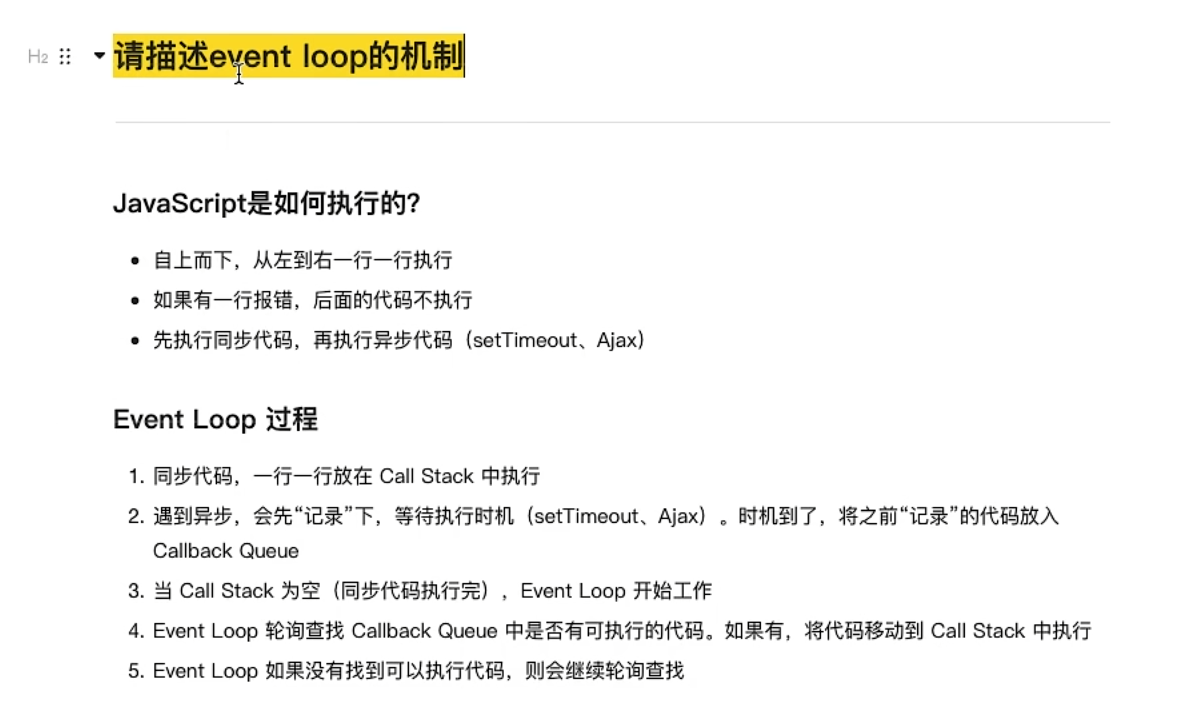 H2
请描述event loop的机制
JavaScript是如何执行的?
• 自上而下，从左到右一行一行执行
• 如果有一行报错，后面的代码不执行
• 先执行同步代码，再执行异步代码（setTimeout、Ajax）
Event Loop 过程
1. 同步代码，一行一行放在 Call Stack 中执行
2. 遇到异步，会先“记录”下，等待执行时机（setTimeout、Ajax）。时机到了，将之前“记录”的代码放入
Callback Queue
3. 当 Call Stack 为空（同步代码执行完），Event Loop 开始工作
4. Event Loop 轮询查找 Callback Queue 中是否有可执行的代码。如果有，将代码移动到 Call Stack 中执行
5. Event Loop 如果没有找到可以执行代码，则会继续轮询查找